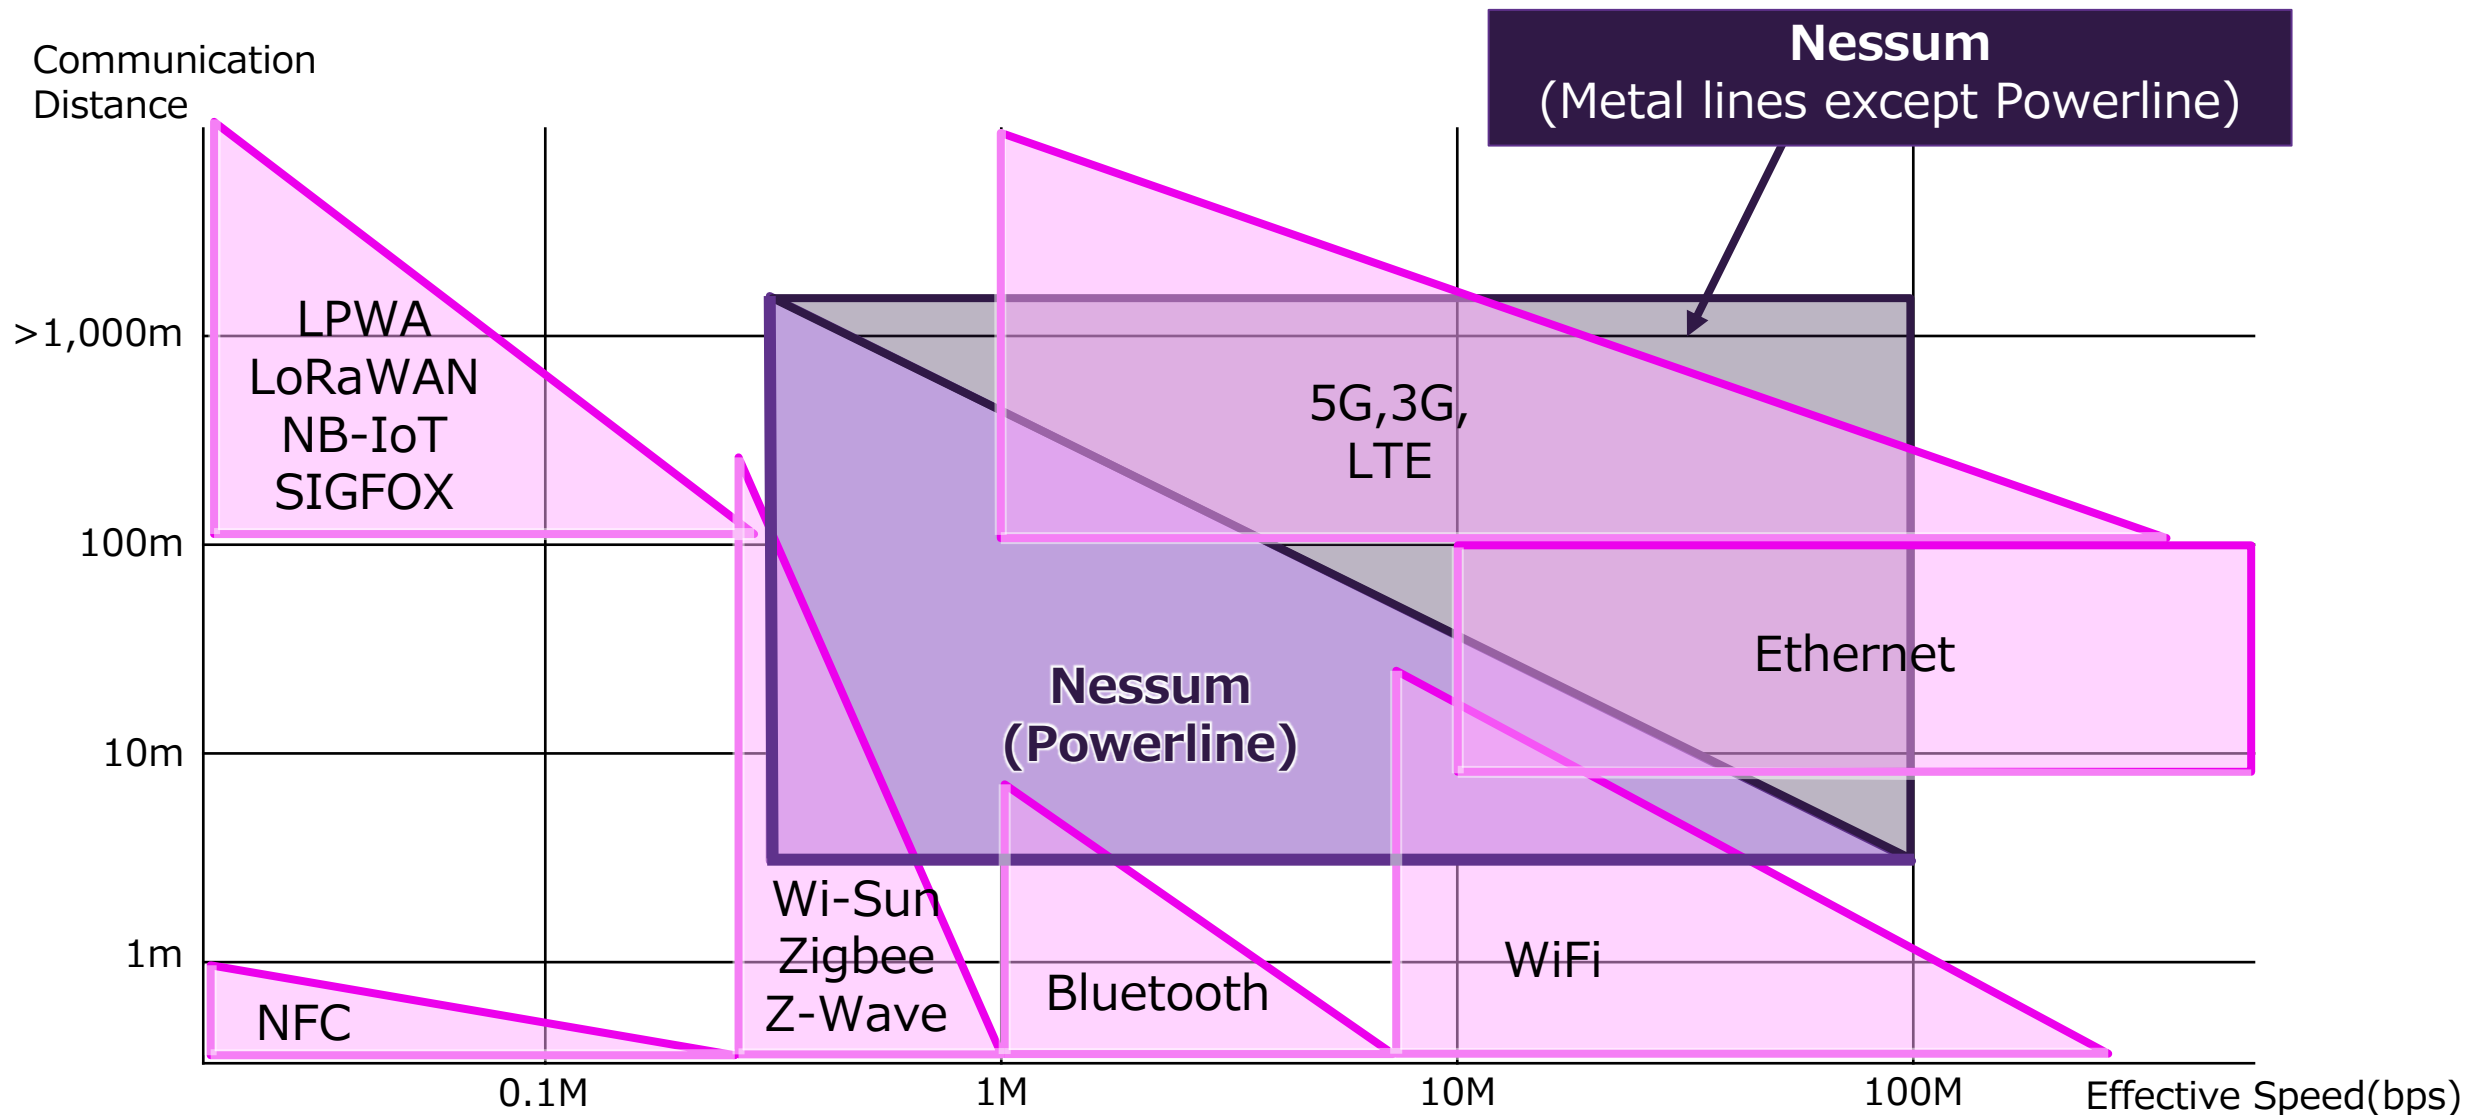 Communication
Distance
Nessum
(Metal lines except Powerline)
>1,000m
100m
10m
1m
LPWA
LoRaWAN
NB-IoT
SIGFOX
5G,3G,
LTE
Ethernet
Nessum
(Powerline)
Wi-Sun
Zigbee
Z-Wave
Bluetooth
WiFi
NFC
0.1M
1M
10M
100M
Effective Speed(bps)